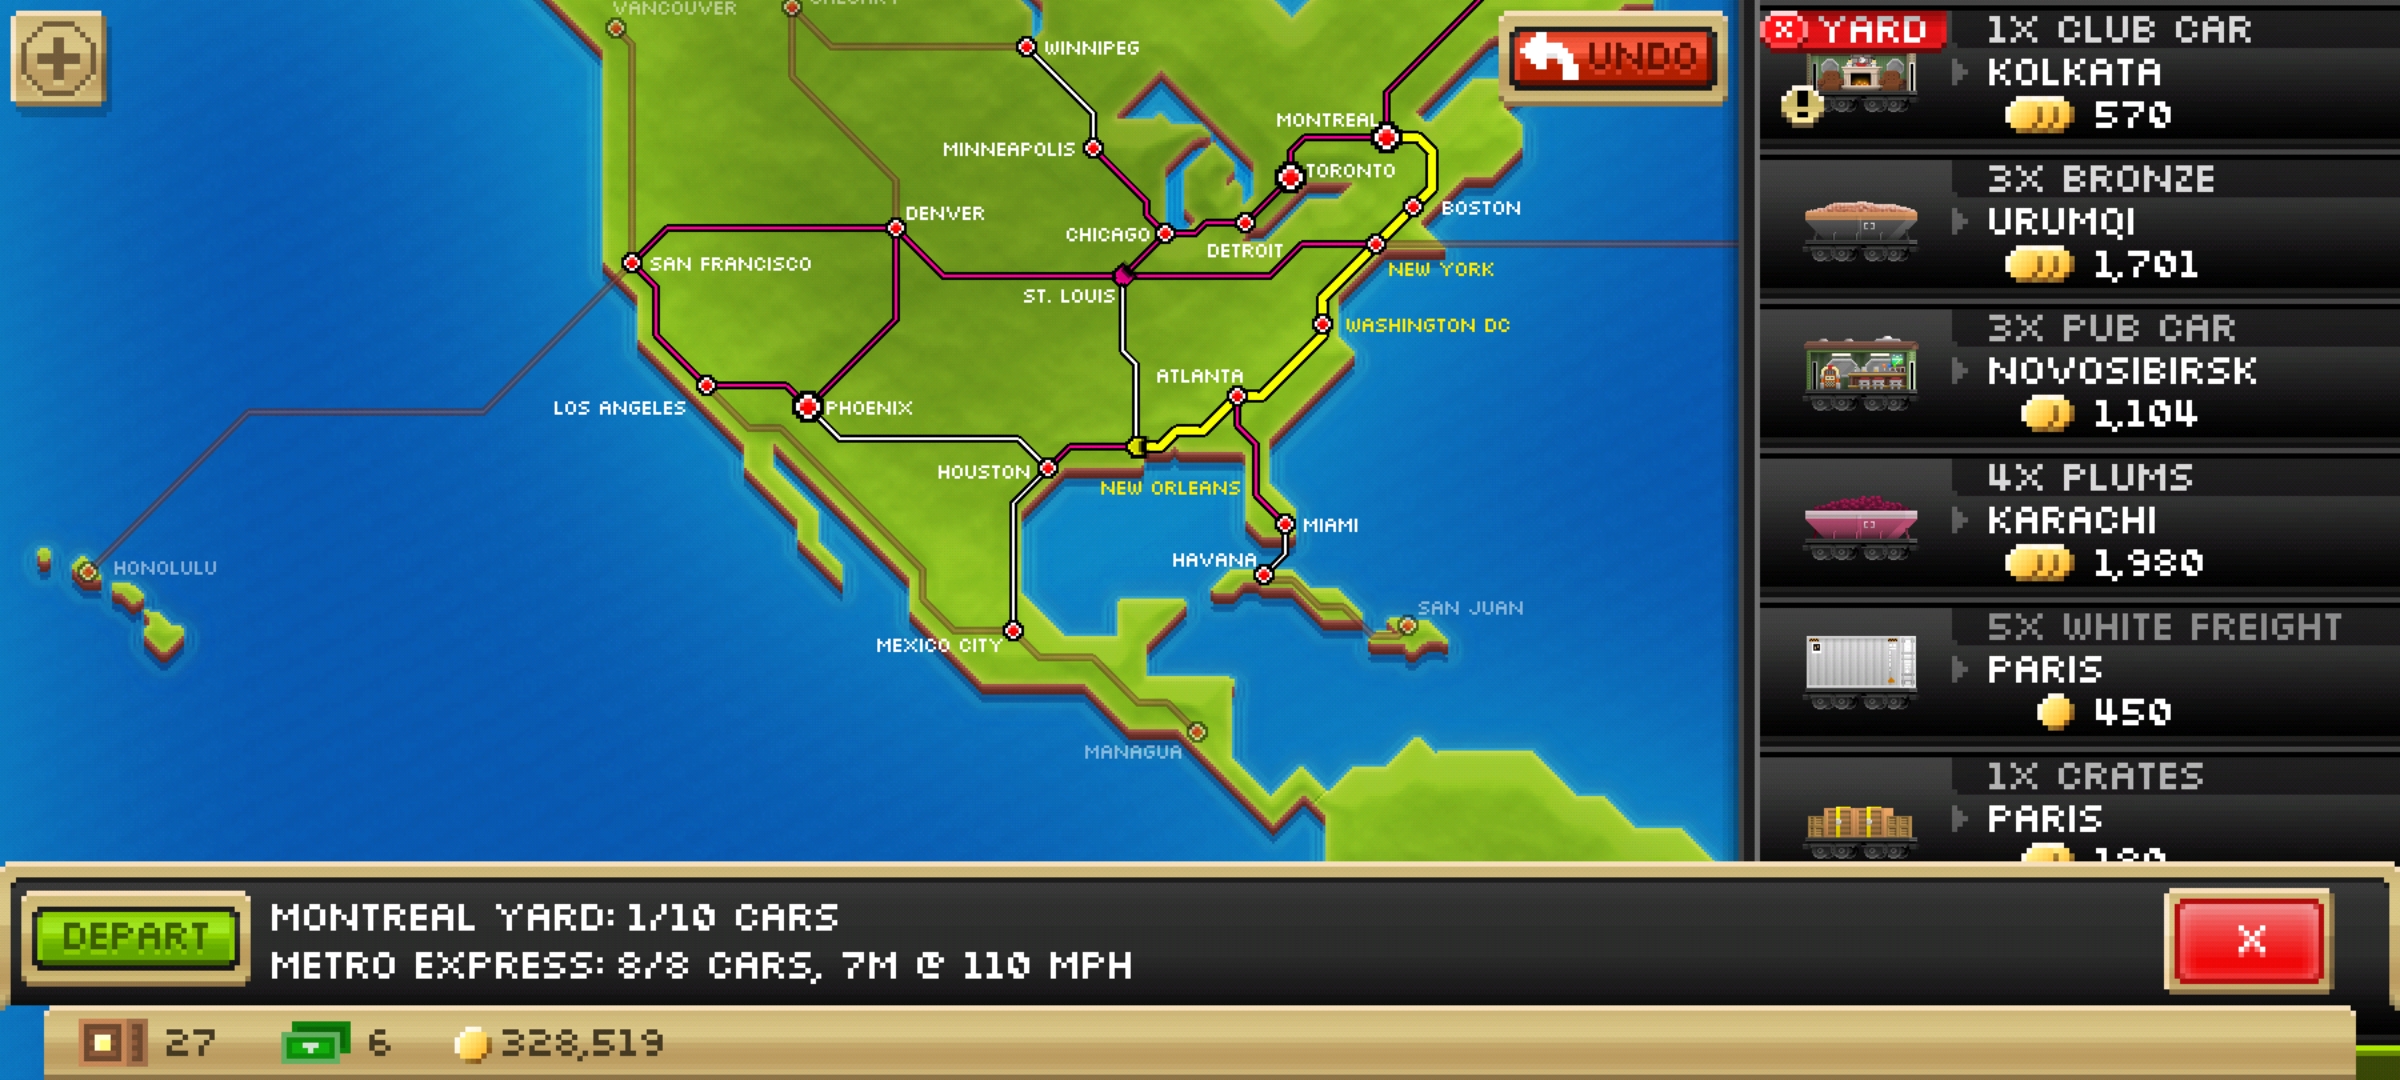 VANCOUVER
WINNIPEG
UNDO
MONTREAL
MINNEAPOLIS
TORONTO
DENVER
BOSTON
CHICAGO
DETROIT
SAN FRANCISCO
NEW YORK
ST. LOUIS
WASHINGTON DC
ATLANTA
LOS ANGELES
PHOENIX
HOUSTON
NEW ORLEANS
MIAMI
HAVANA
HONOLULU
SAN JUAN
MEXICO CITY
MANAGUA
YARD
1X CLUB CAR
KOLKATA
570
3X BRONZE
URUMQI
1,701
3X PUB CAR
NOVOSIBIRSK
1,104
4X PLUMS
KARACHI
1,980
5X WHITE FREIGHT
PARIS
450
1X CRATES
PARIS
DEPART
MONTREAL YARD: 1/10 CARS
METRO EXPRESS: 8/8 CARS, 7M @ 110 MPH
X
27
6
328,519